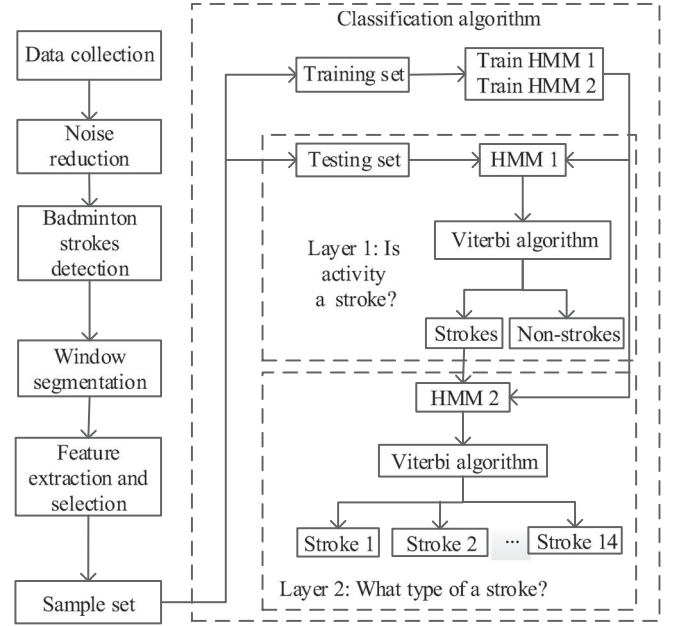 Data collection
Noise
reduction
Badminton
strokes
detection
Window
segmentation
Feature
extraction and
selection
Sample set
Classification algorithm
Training set
Train HMM 1
Train HMM 2
Testing set
HMM 1
Viterbi algorithm
Layer 1: Is
activity
a stroke?
Strokes
Non-strokes
HMM 2
Viterbi algorithm
Stroke 1
Stroke 2
...
Stroke 14
Layer 2: What type of a stroke?